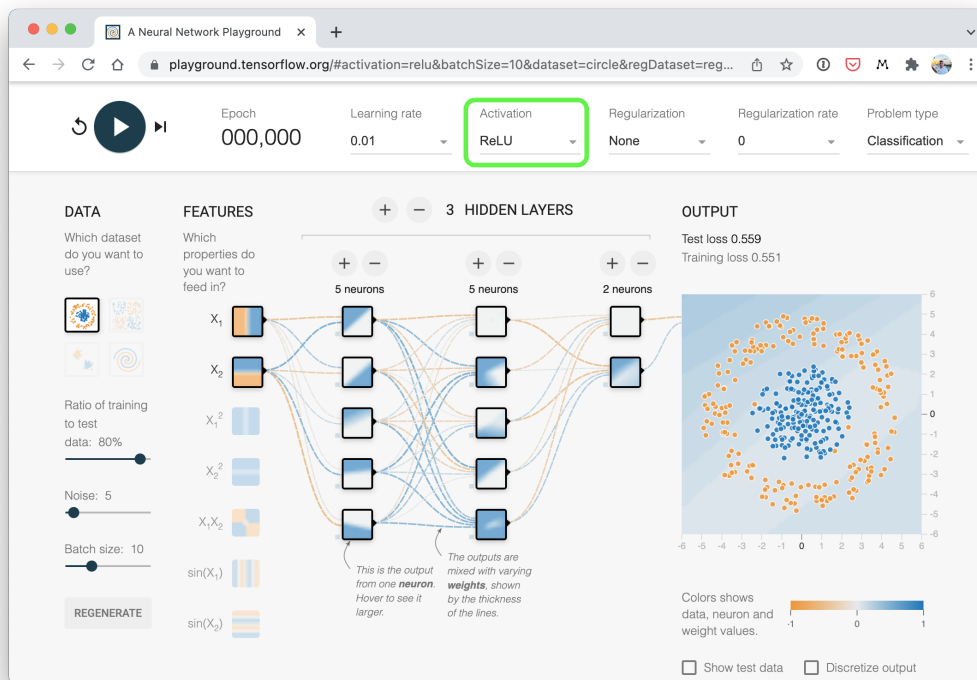 A Neural Network Playground
playground.tensorflow.org/#activation=relu&batchSize=10&dataset=circle&regDataset=reg...
Epoch
000,000
Learning rate
0.01
Activation
ReLU
Regularization
None
Regularization rate
0
Problem type
Classification
DATA
Which dataset
do you want to
use?
Ratio of training
to test
data: 80%
Noise: 5
Batch size: 10
REGENERATE
FEATURES
Which
properties do
you want to
feed in?
X₁
X₂
X₁²
X₂²
X₁X₂
sin(X₁)
sin(X₂)
+ − 3 HIDDEN LAYERS
+ −
5 neurons
+ −
5 neurons
+ −
2 neurons
This is the output
from one neuron.
Hover to see it
larger.
The outputs are
mixed with varying
weights, shown
by the thickness
of the lines.
OUTPUT
Test loss 0.559
Training loss 0.551
6
5
4
3
2
1
0
-1
-2
-3
-4
-5
-6
-6 -5 -4 -3 -2 -1 0 1 2 3 4 5 6
Colors shows
data, neuron and
weight values.
-1 0 1
Show test data
Discretize output